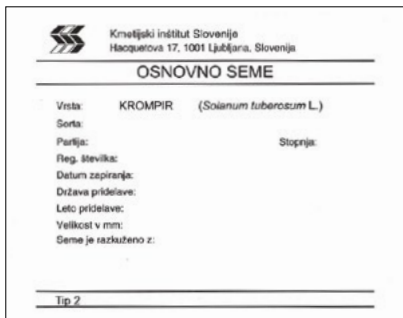 Kmetijski inštitut Slovenije
Hacquetova 17, 1001 Ljubljana, Slovenija
OSNOVNO SEME
Vrsta: KROMPIR (Solanum tuberosum L.)
Sorta:
Partija: Stopnja:
Reg. številka:
Datum zapiranja:
Država pridelave:
Leto pridelave:
Velikost v mm:
Seme je razkuženo z:
Tip 2